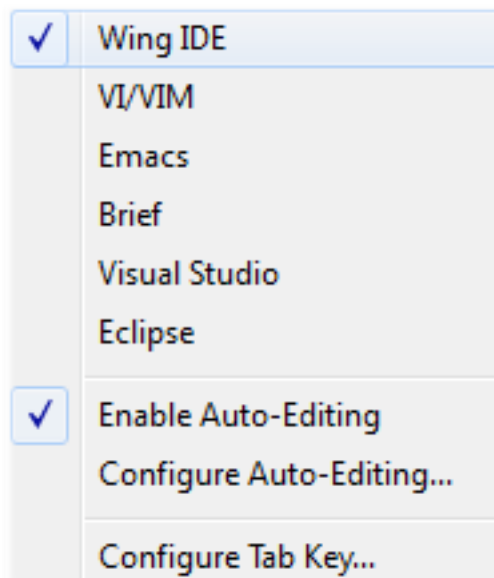 Wing IDE
VI/VIM
Emacs
Brief
Visual Studio
Eclipse
Enable Auto-Editing
Configure Auto-Editing...
Configure Tab Key...